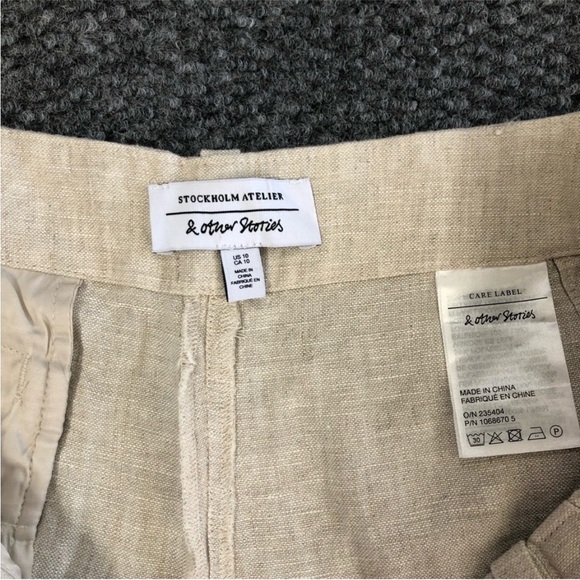 STOCKHOLM ATELIER
& other Stories
US 10
CA 10
MADE IN
CHINA
FABRIQUÉ EN
CHINE
CARE LABEL
& other Stories
MADE IN CHINA
FABRIQUÉ EN CHINE
O/N 235404
P/N 1068670 5
30
P